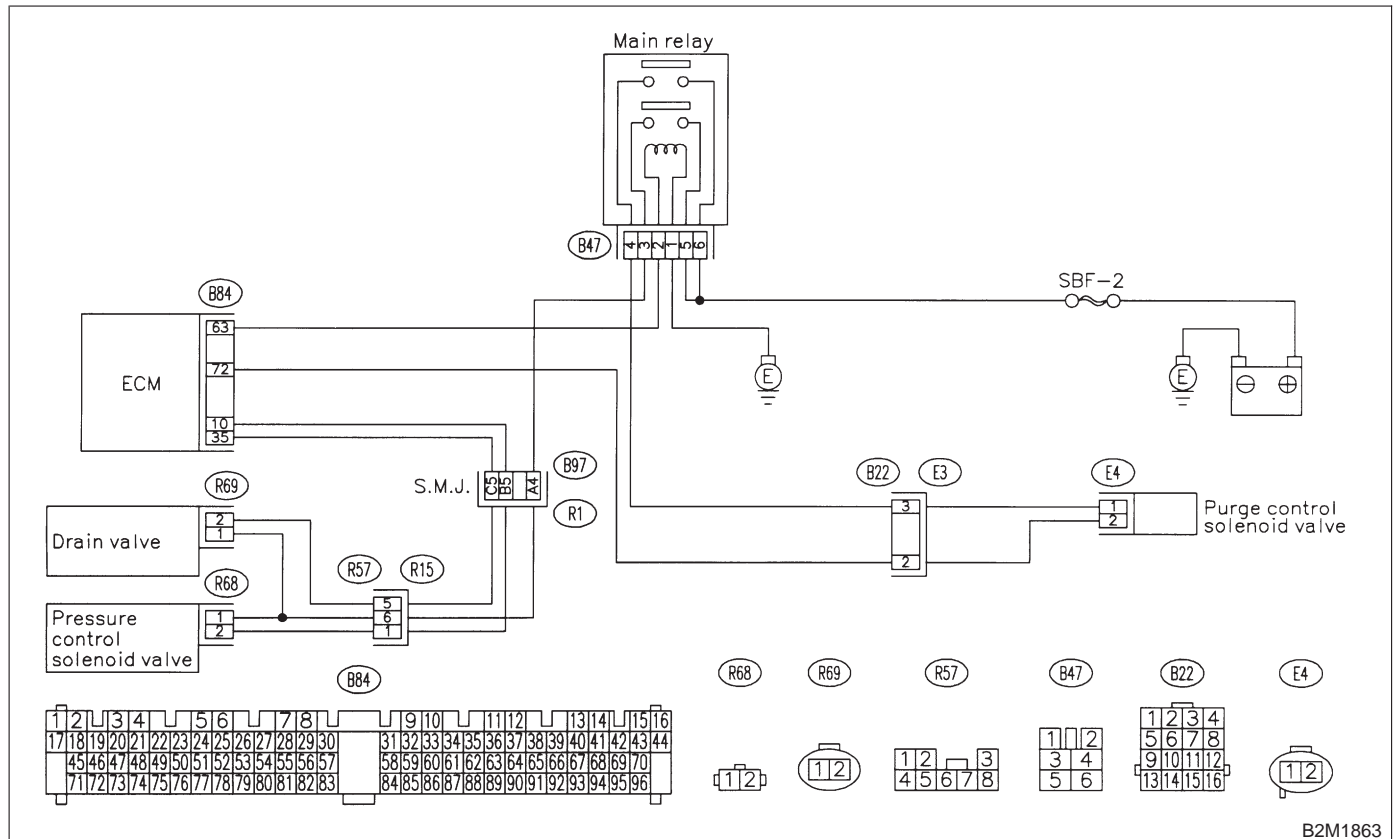 Main relay
B47
4 3 2 1 5 6
SBF-2
B84
63
72
10
35
ECM
E
E
⊖ ⊕
S.M.J.
C5 B5 A4
B97
R1
B22 E3 E4
3
2
1
2
Purge control
solenoid valve
R69
Drain valve
2
1
R57 R15
5
6
1
R68
Pressure
control
solenoid valve
1
2
B84
1 2 3 4 5 6 7 8 9 10 11 12 13 14 15 16
17 18 19 20 21 22 23 24 25 26 27 28 29 30 31 32 33 34 35 36 37 38 39 40 41 42 43 44
45 46 47 48 49 50 51 52 53 54 55 56 57 58 59 60 61 62 63 64 65 66 67 68 69 70
71 72 73 74 75 76 77 78 79 80 81 82 83 84 85 86 87 88 89 90 91 92 93 94 95 96
R68
1 2
R69
1 2
R57
1 2 3
4 5 6 7 8
B47
1 2
3 4
5 6
B22
1 2 3 4
5 6 7 8
9 10 11 12
13 14 15 16
E4
1 2
B2M1863